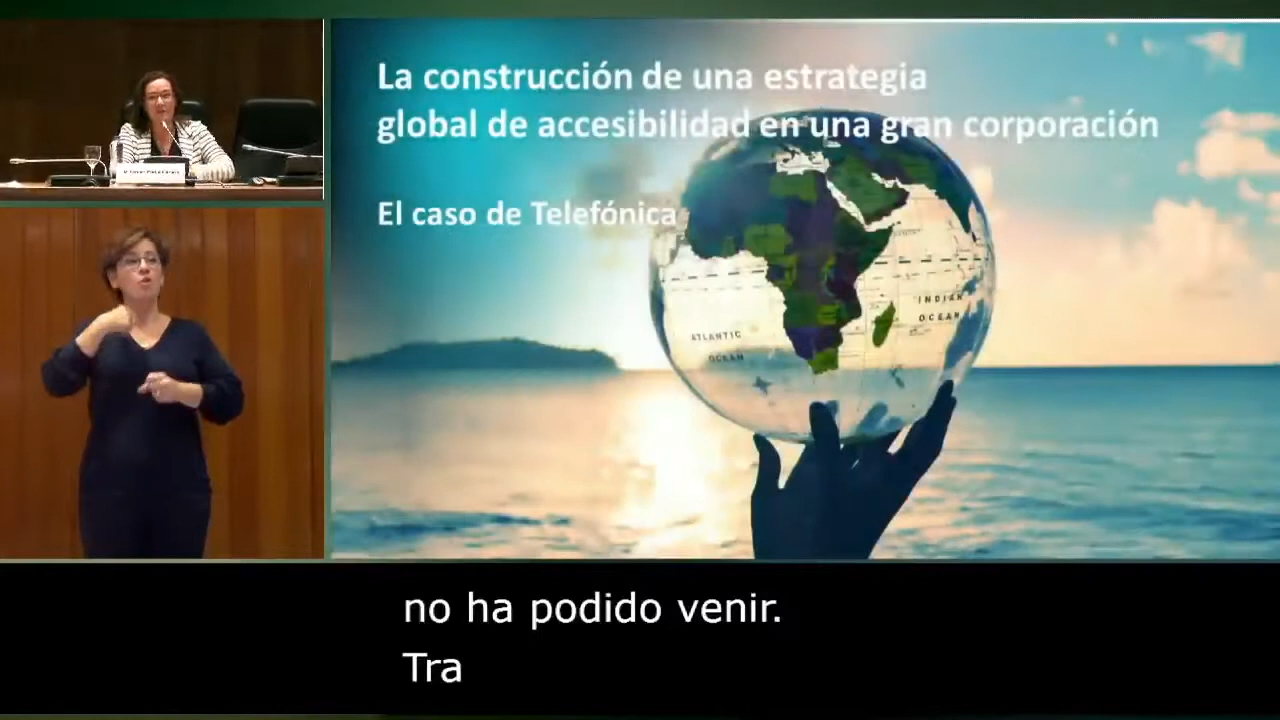 La construcción de una estrategia
global de accesibilidad en una gran corporación
El caso de Telefónica
ATLANTIC
OCEAN
INDIAN
OCEAN
no ha podido venir.
Tra